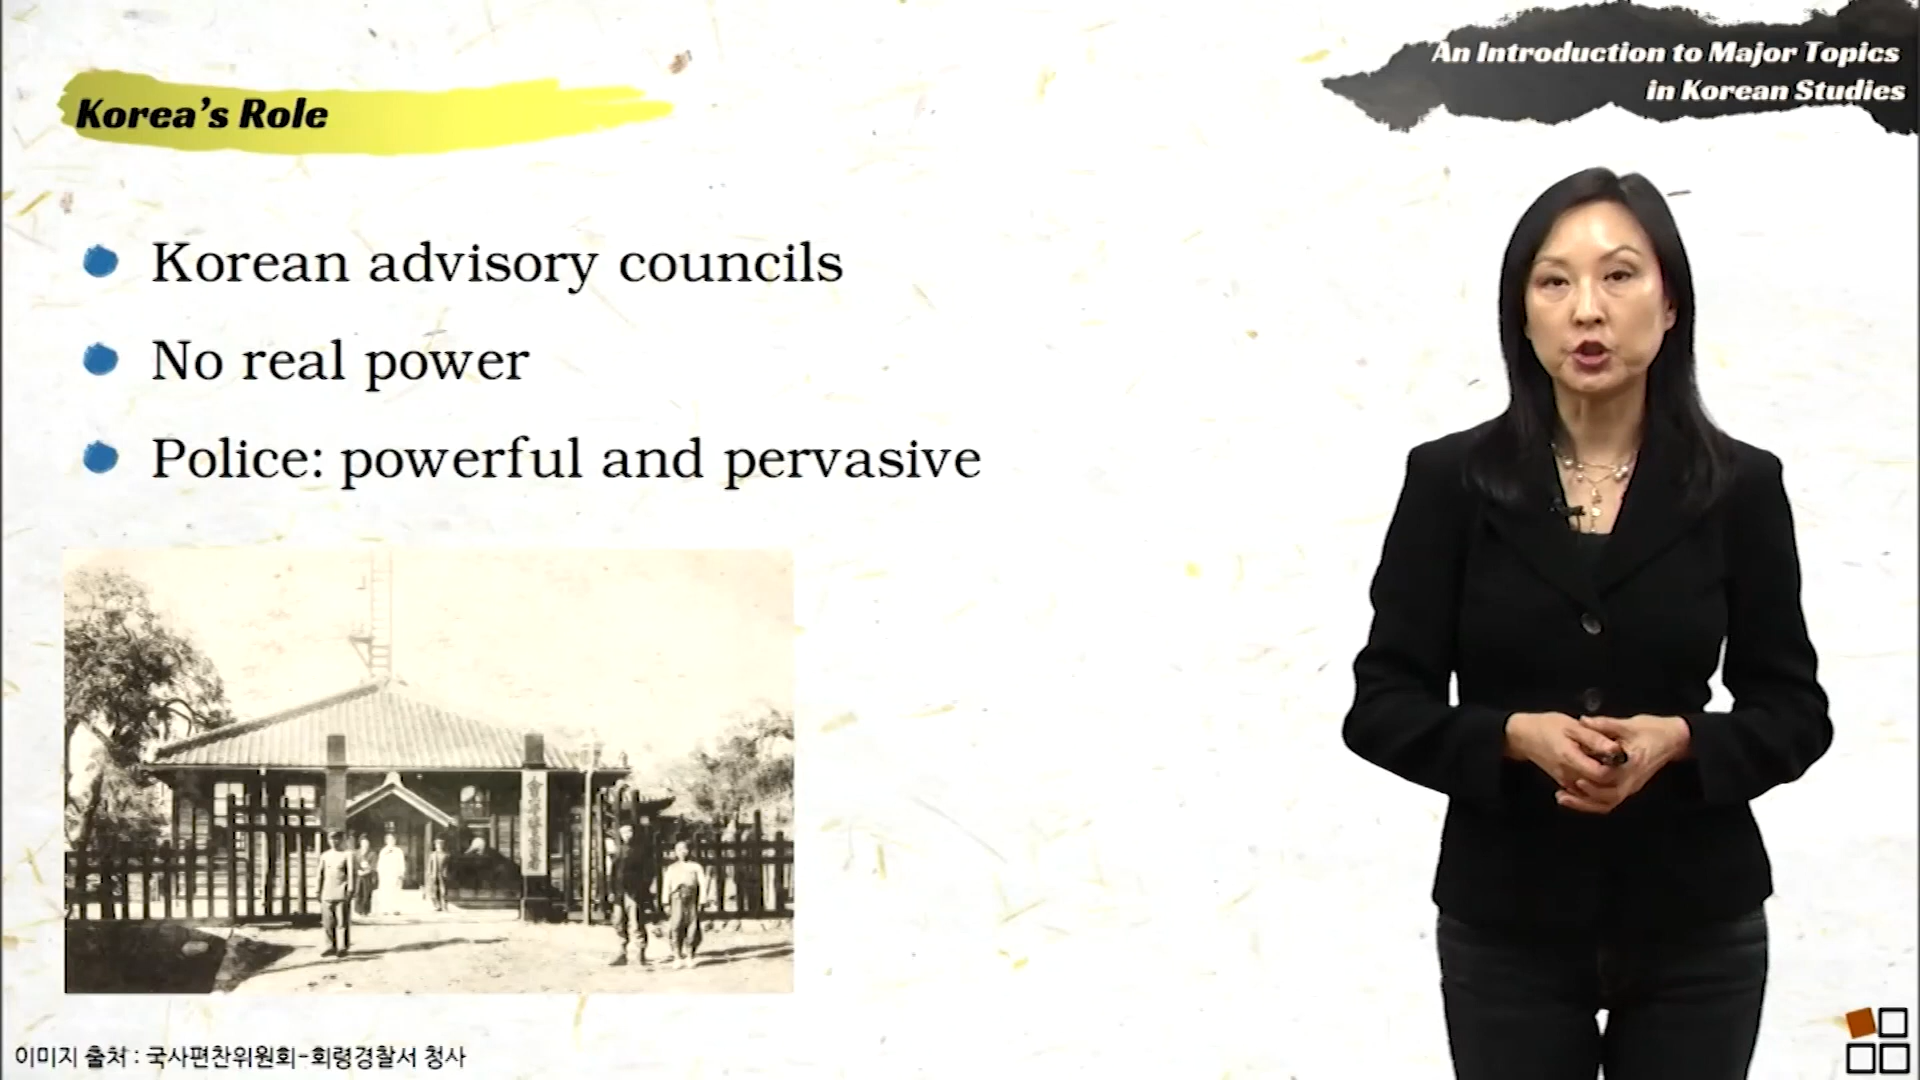 An Introduction to Major Topics
in Korean Studies
Korea's Role
Korean advisory councils
No real power
Police: powerful and pervasive
이미지 출처 : 국사편찬위원회-회령경찰서 청사